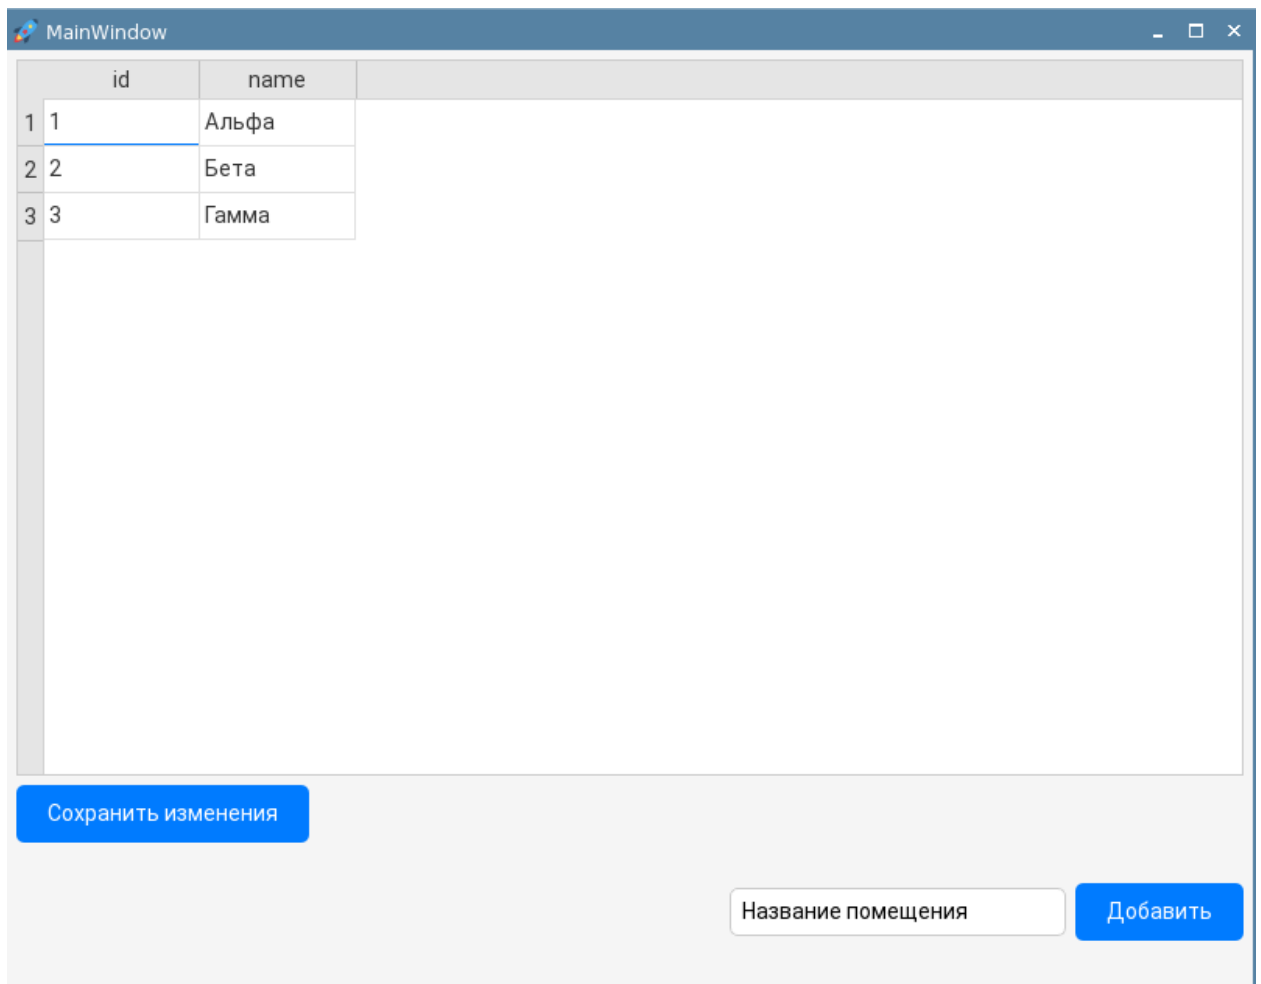 MainWindow
id name
1 1 Альфа
2 2 Бета
3 3 Гамма
Сохранить изменения
Название помещения Добавить